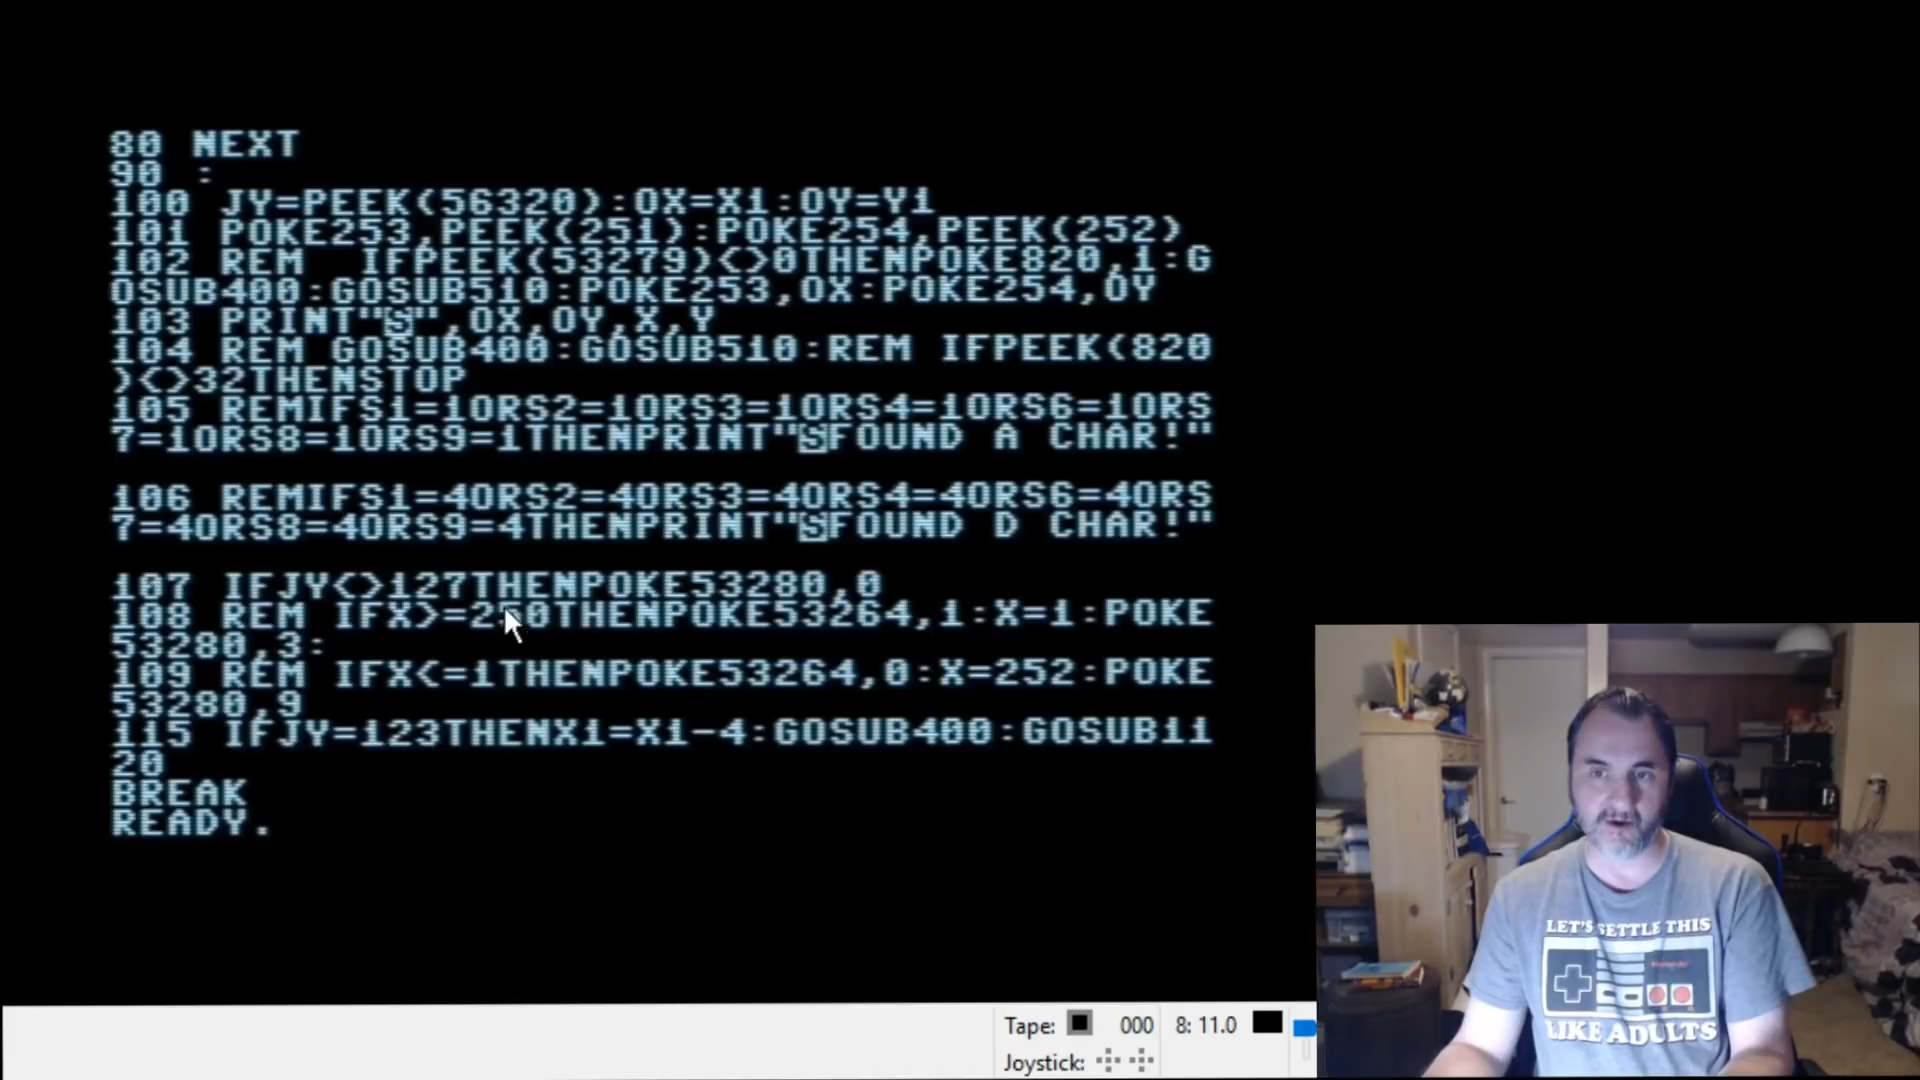 80 NEXT
90 :
100 JY=PEEK(56320):OX=X1:OY=Y1
101 POKE253,PEEK(251):POKE254,PEEK(252)
102 REM  IFPEEK(53279)<>0THENPOKE820,1:G
OSUB400:GOSUB510:POKE253,OX:POKE254,OY
103 PRINT"S",OX,OY,X,Y
104 REM GOSUB400:GOSUB510:REM IFPEEK(820
)<>32THENSTOP
105 REMIFS1=1ORS2=1ORS3=1ORS4=1ORS6=1ORS
7=1ORS8=1ORS9=1THENPRINT"SFOUND A CHAR!"
106 REMIFS1=4ORS2=4ORS3=4ORS4=4ORS6=4ORS
7=4ORS8=4ORS9=4THENPRINT"SFOUND D CHAR!"
107 IFJY<>127THENPOKE53280,0
108 REM IFX>=250THENPOKE53264,1:X=1:POKE
53280,3:
109 REM IFX<=1THENPOKE53264,0:X=252:POKE
53280,9
115 IFJY=123THENX1=X1-4:GOSUB400:GOSUB11
20
BREAK
READY.
Tape: 000 8: 11.0
Joystick:
LET'S SETTLE THIS
LIKE ADULTS